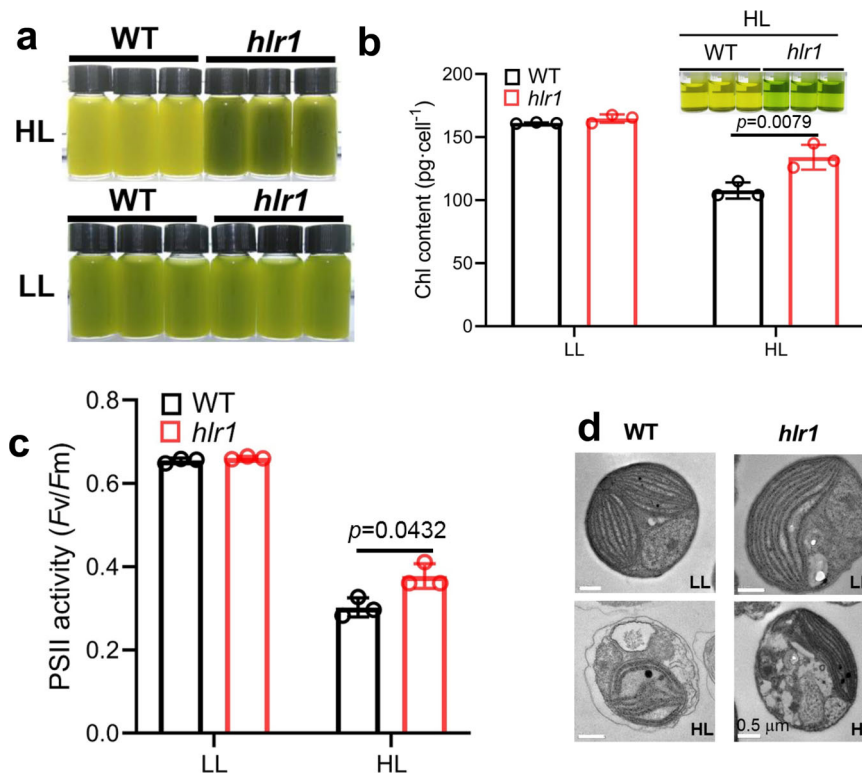 a
WT hlr1
HL
WT hlr1
LL
b
HL
WT hlr1
WT
hlr1
p=0.0079
Chl content (pg·cell⁻¹)
200
150
100
50
0
LL HL
c
WT
hlr1
p=0.0432
PSII activity (Fv/Fm)
0.8
0.6
0.4
0.2
0.0
LL HL
d
WT hlr1
LL
HL
0.5 μm